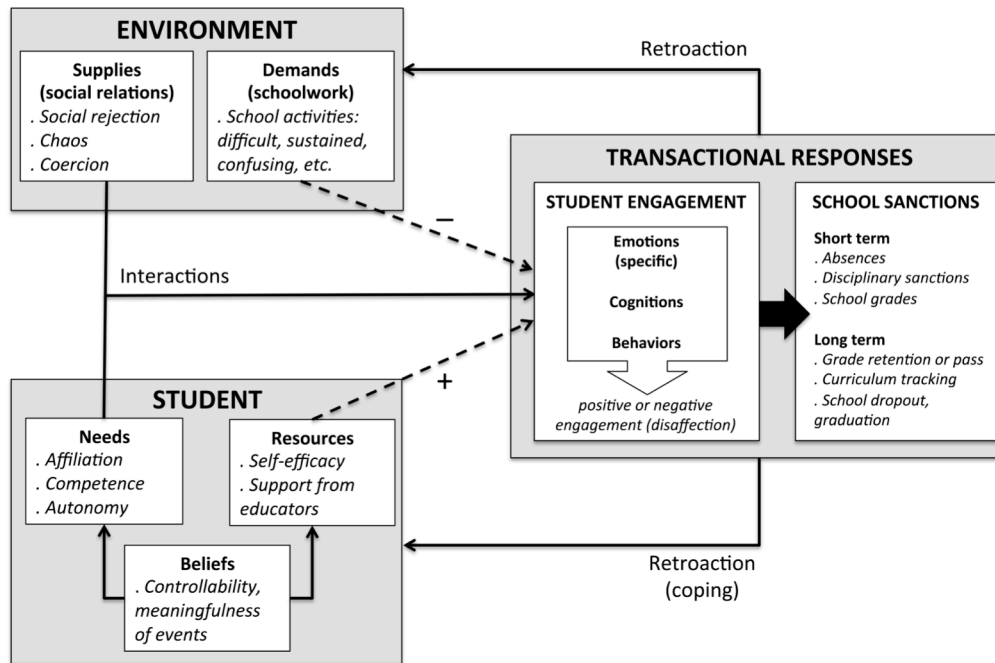 ENVIRONMENT
Supplies
(social relations)
. Social rejection
. Chaos
. Coercion
Demands
(schoolwork)
. School activities:
difficult, sustained,
confusing, etc.
Retroaction
–
Interactions
+
TRANSACTIONAL RESPONSES
STUDENT ENGAGEMENT
Emotions
(specific)
Cognitions
Behaviors
positive or negative
engagement (disaffection)
SCHOOL SANCTIONS
Short term
. Absences
. Disciplinary sanctions
. School grades
Long term
. Grade retention or pass
. Curriculum tracking
. School dropout,
graduation
STUDENT
Needs
. Affiliation
. Competence
. Autonomy
Resources
. Self-efficacy
. Support from
educators
Beliefs
. Controllability,
meaningfulness
of events
Retroaction
(coping)